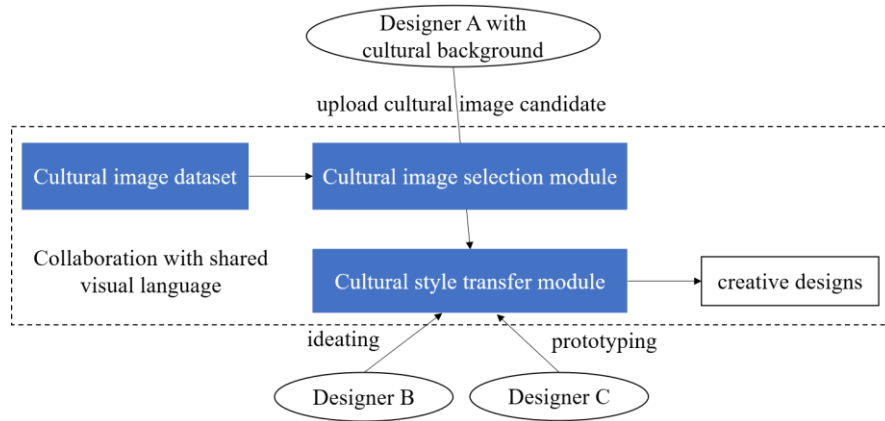 Designer A with
cultural background
upload cultural image candidate
Cultural image dataset
Cultural image selection module
Collaboration with shared
visual language
Cultural style transfer module
creative designs
ideating
prototyping
Designer B
Designer C